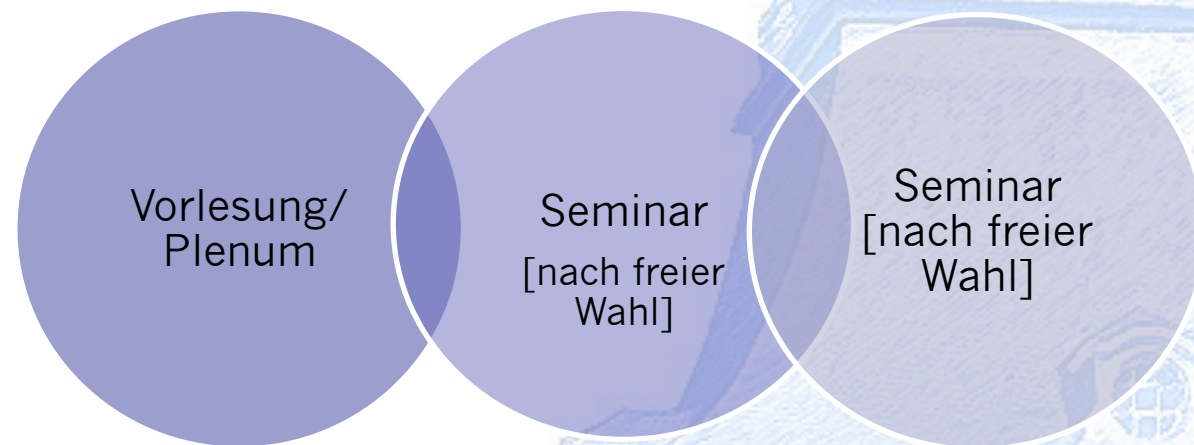 Vorlesung/
Plenum
Seminar
[nach freier
Wahl]
Seminar
[nach freier
Wahl]